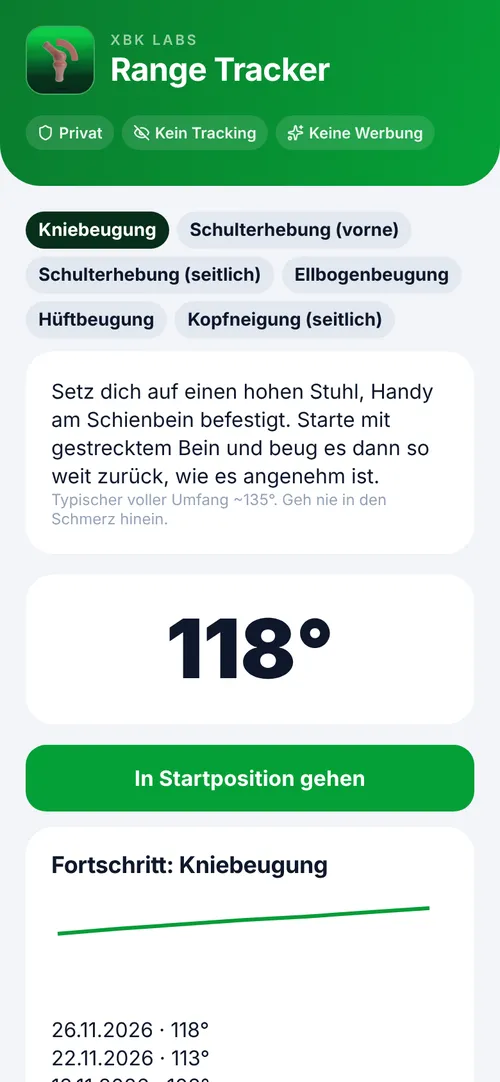 XBK LABS
Range Tracker
Privat
Kein Tracking
Keine Werbung
Kniebeugung
Schulterhebung (vorne)
Schulterhebung (seitlich)
Ellbogenbeugung
Hüftbeugung
Kopfneigung (seitlich)
Setz dich auf einen hohen Stuhl, Handy
am Schienbein befestigt. Starte mit
gestrecktem Bein und beug es dann so
weit zurück, wie es angenehm ist.
Typischer voller Umfang ~135°. Geh nie in den
Schmerz hinein.
118°
In Startposition gehen
Fortschritt: Kniebeugung
26.11.2026 · 118°
22.11.2026 · 113°